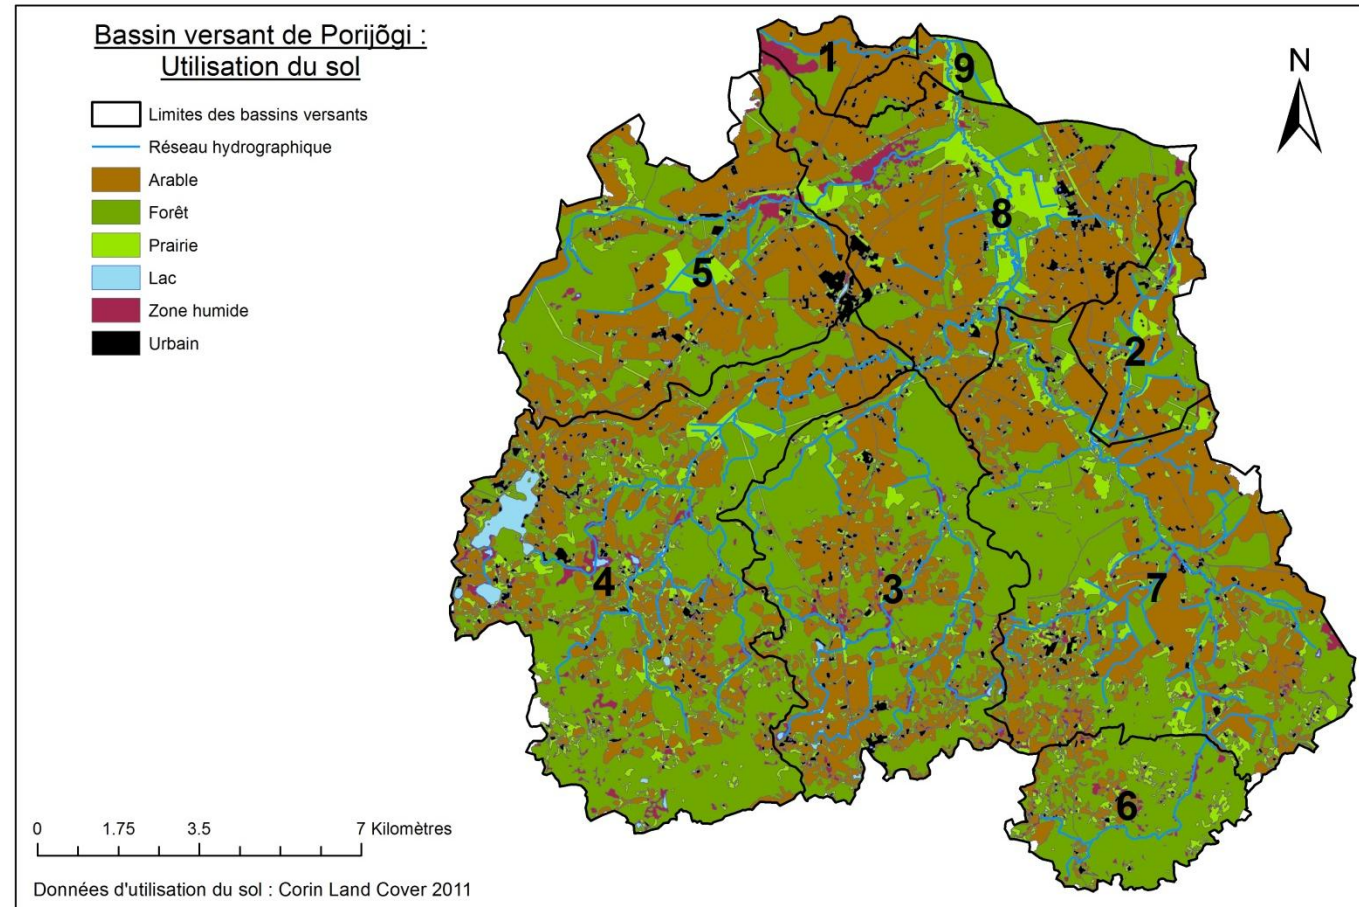 Bassin versant de Porijõgi :
Utilisation du sol
Limites des bassins versants
Réseau hydrographique
Arable
Forêt
Prairie
Lac
Zone humide
Urbain
N
1
9
8
5
2
4
3
7
6
0 1.75 3.5 7 Kilomètres
Données d'utilisation du sol : Corin Land Cover 2011